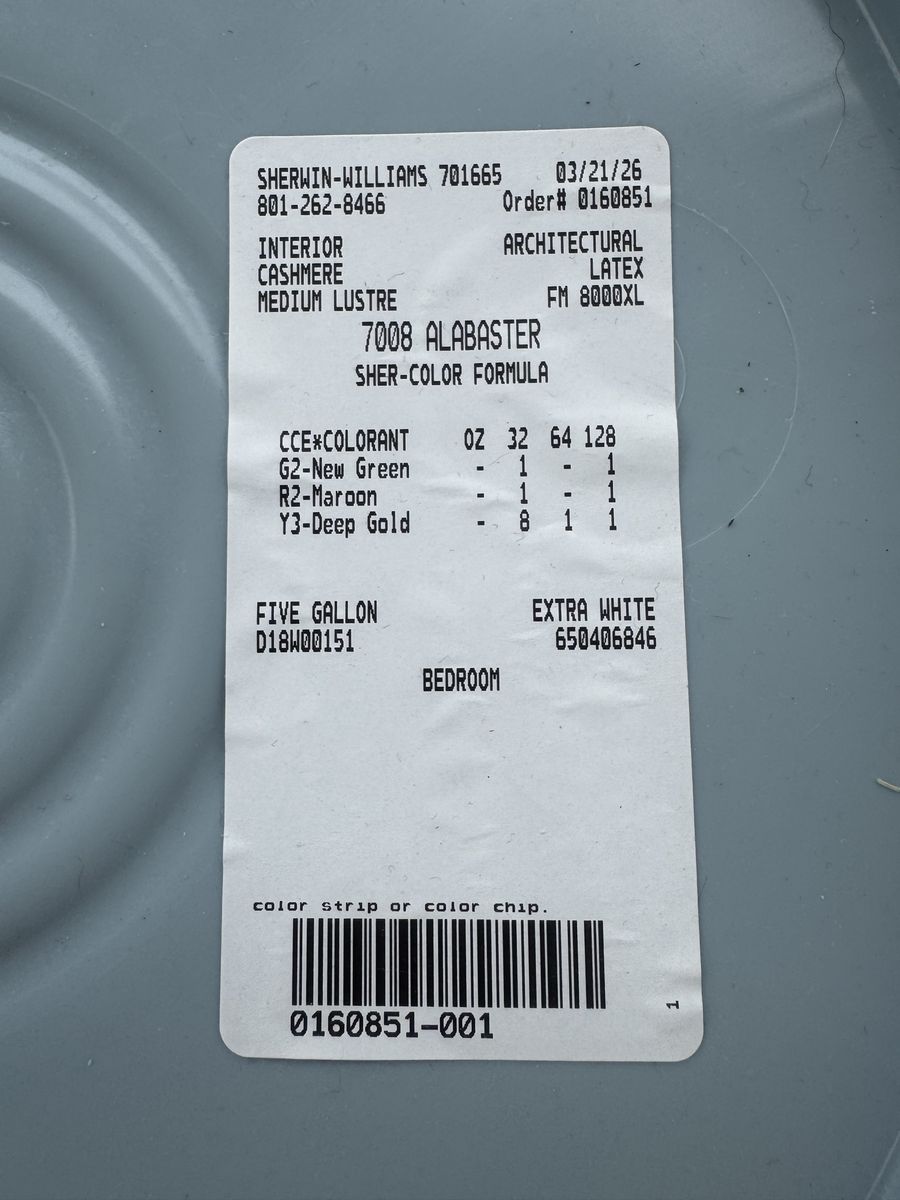 SHERWIN-WILLIAMS 701665 03/21/26
801-262-8466 Order# 0160851
INTERIOR ARCHITECTURAL
CASHMERE LATEX
MEDIUM LUSTRE FM 8000XL
7008 ALABASTER
SHER-COLOR FORMULA
CCE*COLORANT OZ 32 64 128
G2-New Green - 1 - 1
R2-Maroon - 1 - 1
Y3-Deep Gold - 8 1 1
FIVE GALLON EXTRA WHITE
D18W00151 650406846
BEDROOM
color strip or color chip.
0160851-001
1